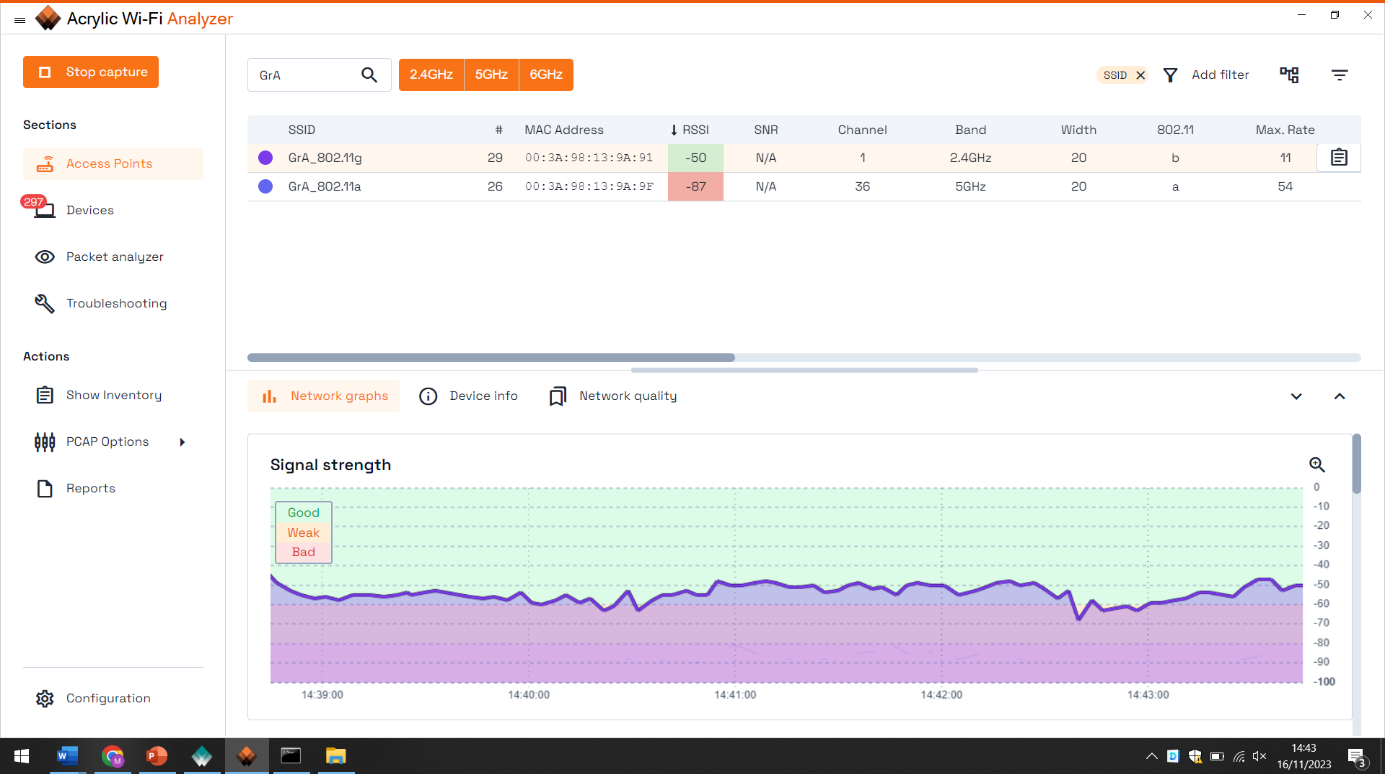 Acrylic Wi-Fi Analyzer
Stop capture
Sections
Access Points
297
Devices
Packet analyzer
Troubleshooting
Actions
Show Inventory
PCAP Options
Reports
Configuration
GrA
2.4GHz 5GHz 6GHz
SSID Add filter
SSID # MAC Address RSSI SNR Channel Band Width 802.11 Max. Rate
GrA_802.11g 29 00:3A:98:13:9A:91 -50 N/A 1 2.4GHz 20 b 11
GrA_802.11a 26 00:3A:98:13:9A:9F -87 N/A 36 5GHz 20 a 54
Network graphs Device info Network quality
Signal strength
Good
Weak
Bad
0
-10
-20
-30
-40
-50
-60
-70
-80
-90
-100
14:39:00 14:40:00 14:41:00 14:42:00 14:43:00
14:43
16/11/2023
3